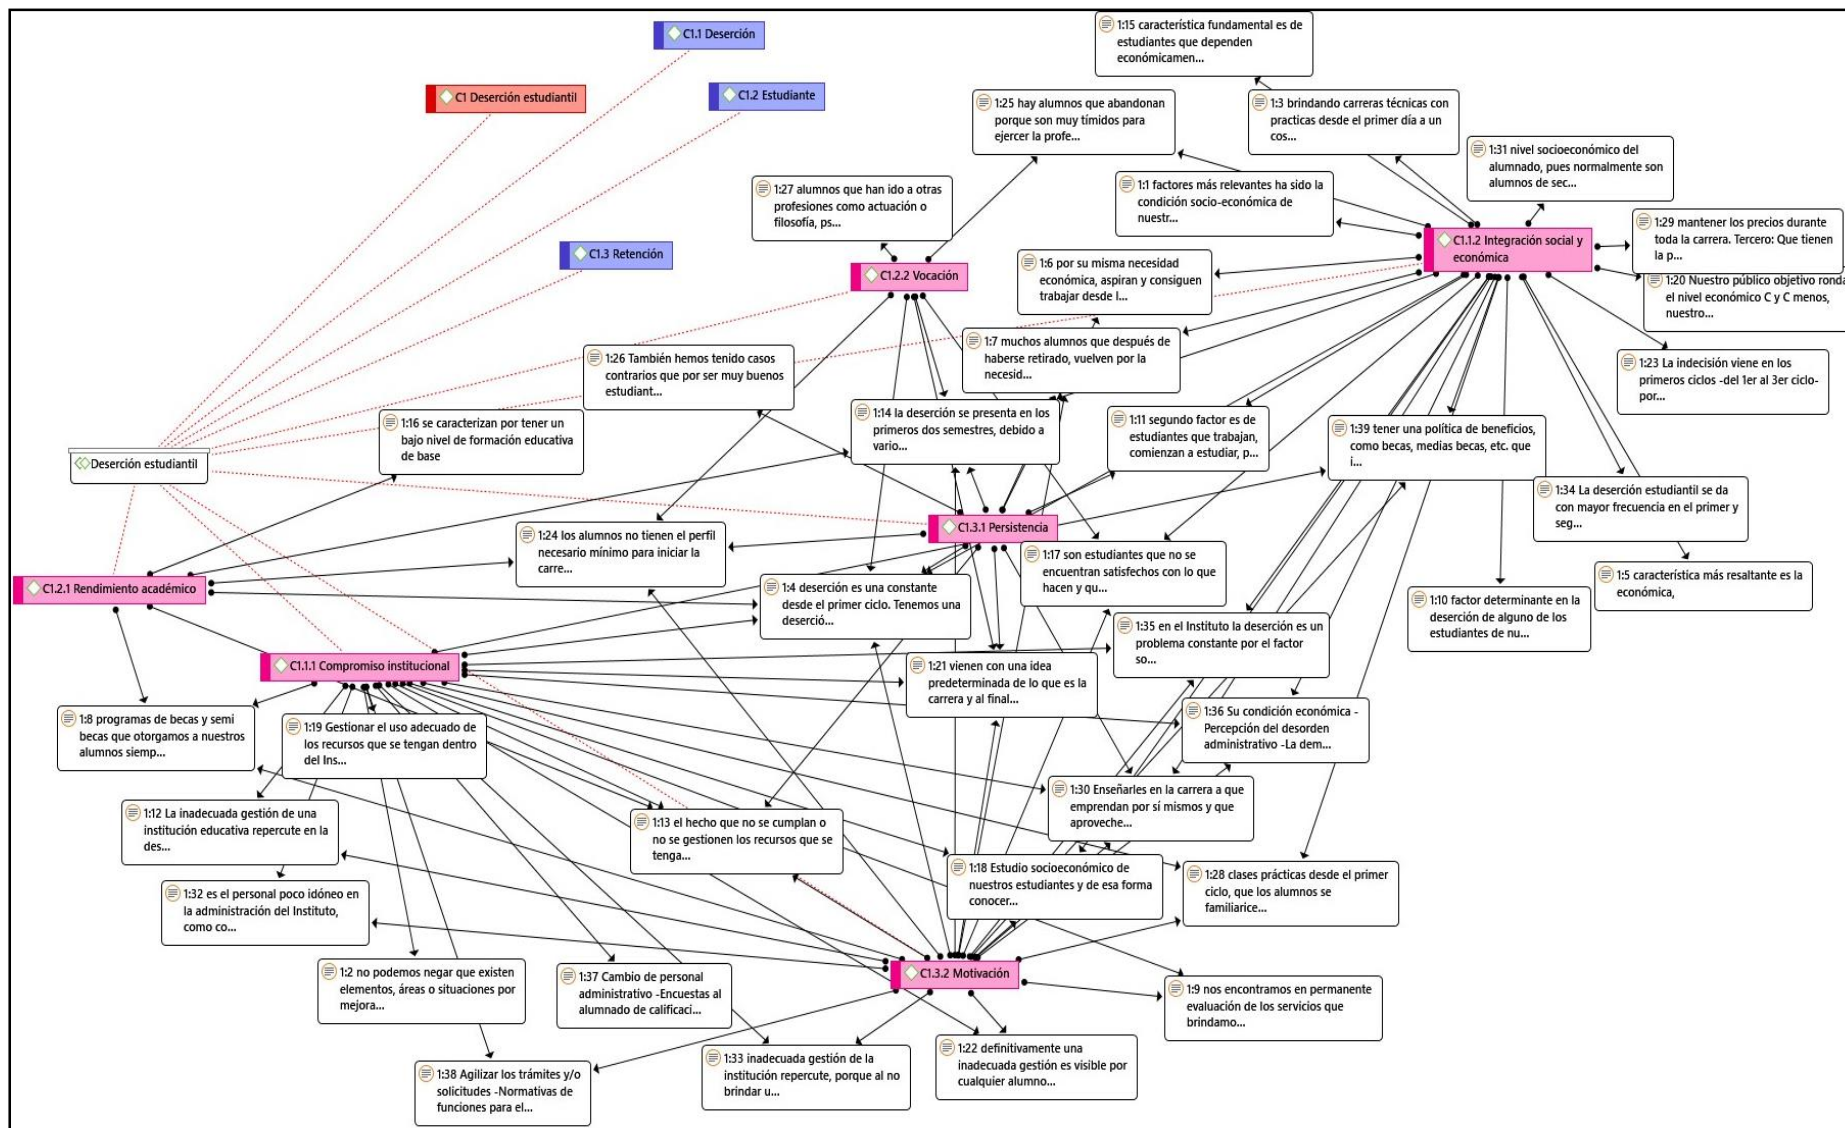 C1.1 Deserción
C1 Deserción estudiantil
C1.2 Estudiante
C1.3 Retención
1:15 característica fundamental es de
estudiantes que dependen
económicamen...
1:25 hay alumnos que abandonan
porque son muy tímidos para
ejercer la profe...
1:3 brindando carreras técnicas con
practicas desde el primer día a un
cos...
1:31 nivel socioeconómico del
alumnado, pues normalmente son
alumnos de sec...
1:27 alumnos que han ido a otras
profesiones como actuación o
filosofía, ps...
1:1 factores más relevantes ha sido la
condición socio-económica de
nuestr...
C1.1.2 Integración social y
económica
1:29 mantener los precios durante
toda la carrera. Tercero: Que tienen
la p...
C1.2.2 Vocación
1:6 por su misma necesidad
económica, aspiran y consiguen
trabajar desde l...
1:20 Nuestro público objetivo ronda
el nivel económico C y C menos,
nuestro...
1:26 También hemos tenido casos
contrarios que por ser muy buenos
estudiant...
1:7 muchos alumnos que después de
haberse retirado, vuelven por la
necesid...
1:23 La indecisión viene en los
primeros ciclos -del 1er al 3er ciclo-
por...
1:16 se caracterizan por tener un
bajo nivel de formación educativa
de base
1:14 la deserción se presenta en los
primeros dos semestres, debido a
vario...
1:11 segundo factor es de
estudiantes que trabajan,
comienzan a estudiar, p...
1:39 tener una política de beneficios,
como becas, medias becas, etc. que
i...
Deserción estudiantil
1:34 La deserción estudiantil se da
con mayor frecuencia en el primer y
seg...
1:24 los alumnos no tienen el perfil
necesario mínimo para iniciar la
carre...
C1.3.1 Persistencia
1:17 son estudiantes que no se
encuentran satisfechos con lo que
hacen y qu...
1:5 característica más resaltante es la
económica,
C1.2.1 Rendimiento académico
1:4 deserción es una constante
desde el primer ciclo. Tenemos una
deserció...
1:10 factor determinante en la
deserción de alguno de los
estudiantes de nu...
1:35 en el Instituto la deserción es un
problema constante por el factor
so...
C1.1.1 Compromiso institucional
1:21 vienen con una idea
predeterminada de lo que es la
carrera y al final...
1:8 programas de becas y semi
becas que otorgamos a nuestros
alumnos siemp...
1:19 Gestionar el uso adecuado de
los recursos que se tengan dentro
del Ins...
1:36 Su condición económica -
Percepción del desorden
administrativo -La dem...
1:12 La inadecuada gestión de una
institución educativa repercute en la
des...
1:13 el hecho que no se cumplan o
no se gestionen los recursos que se
tenga...
1:30 Enseñarles en la carrera a que
emprendan por sí mismos y que
aproveche...
1:32 es el personal poco idóneo en
la administración del Instituto,
como co...
1:18 Estudio socioeconómico de
nuestros estudiantes y de esa forma
conocer...
1:28 clases prácticas desde el primer
ciclo, que los alumnos se
familiarice...
1:2 no podemos negar que existen
elementos, áreas o situaciones por
mejora...
1:37 Cambio de personal
administrativo -Encuestas al
alumnado de calificaci...
C1.3.2 Motivación
1:9 nos encontramos en permanente
evaluación de los servicios que
brindamo...
1:38 Agilizar los trámites y/o
solicitudes -Normativas de
funciones para el...
1:33 inadecuada gestión de la
institución repercute, porque al no
brindar u...
1:22 definitivamente una
inadecuada gestión es visible por
cualquier alumno...